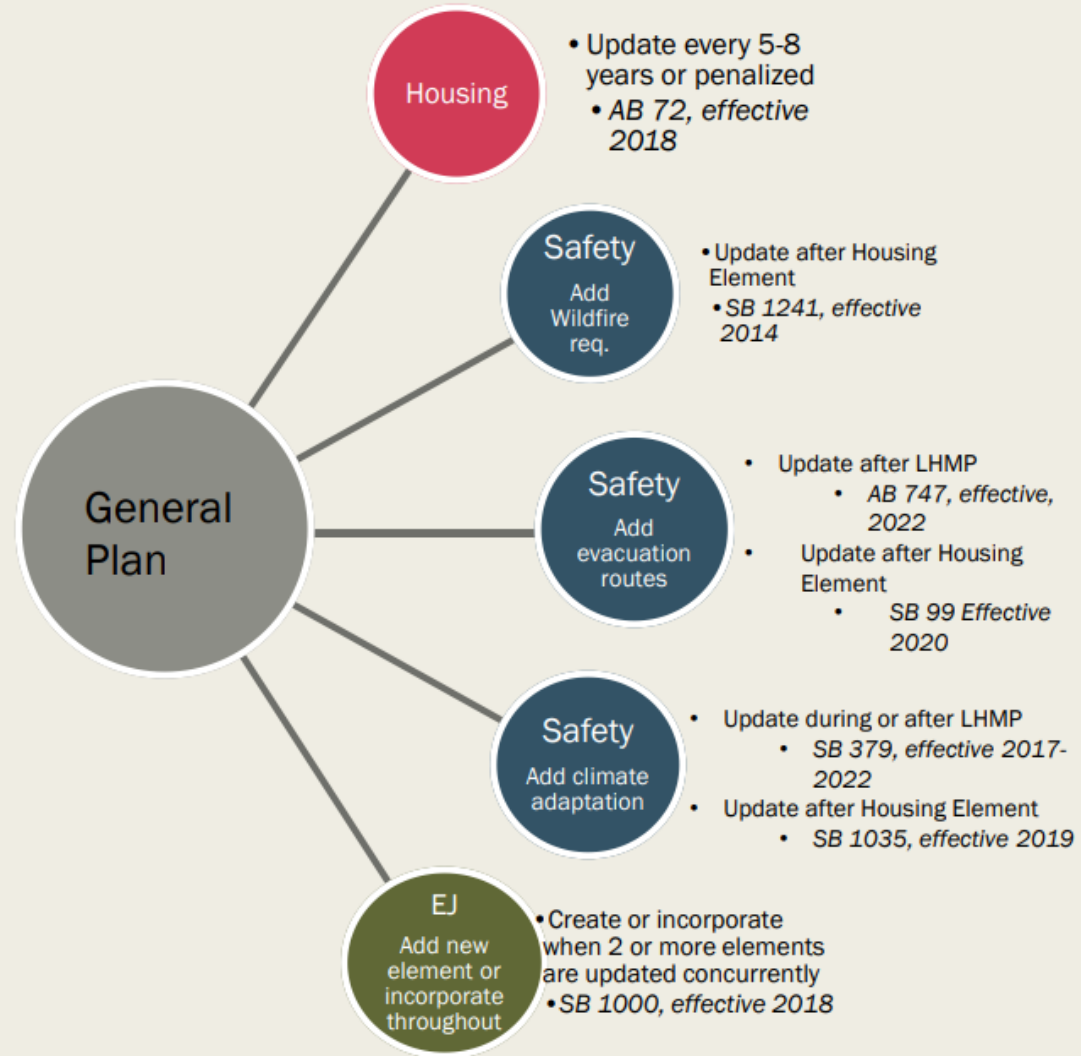 Housing
• Update every 5-8
years or penalized
• AB 72, effective
2018
Safety
Add
Wildfire
req.
•Update after Housing
Element
•SB 1241, effective
2014
General
Plan
Safety
Add
evacuation
routes
• Update after LHMP
• AB 747, effective,
2022
• Update after Housing
Element
• SB 99 Effective
2020
Safety
Add climate
adaptation
• Update during or after LHMP
• SB 379, effective 2017-
2022
• Update after Housing Element
• SB 1035, effective 2019
EJ
Add new
element or
incorporate
throughout
•Create or incorporate
when 2 or more elements
are updated concurrently
•SB 1000, effective 2018